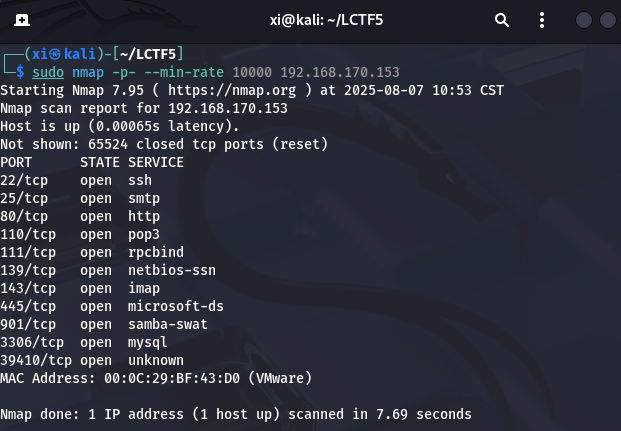 xi@kali: ~/LCTF5
┌──(xi㉿kali)-[~/LCTF5]
└─$ sudo nmap -p- --min-rate 10000 192.168.170.153
Starting Nmap 7.95 ( https://nmap.org ) at 2025-08-07 10:53 CST
Nmap scan report for 192.168.170.153
Host is up (0.00065s latency).
Not shown: 65524 closed tcp ports (reset)
PORT      STATE SERVICE
22/tcp    open  ssh
25/tcp    open  smtp
80/tcp    open  http
110/tcp   open  pop3
111/tcp   open  rpcbind
139/tcp   open  netbios-ssn
143/tcp   open  imap
445/tcp   open  microsoft-ds
901/tcp   open  samba-swat
3306/tcp  open  mysql
39410/tcp open  unknown
MAC Address: 00:0C:29:BF:43:D0 (VMware)
Nmap done: 1 IP address (1 host up) scanned in 7.69 seconds